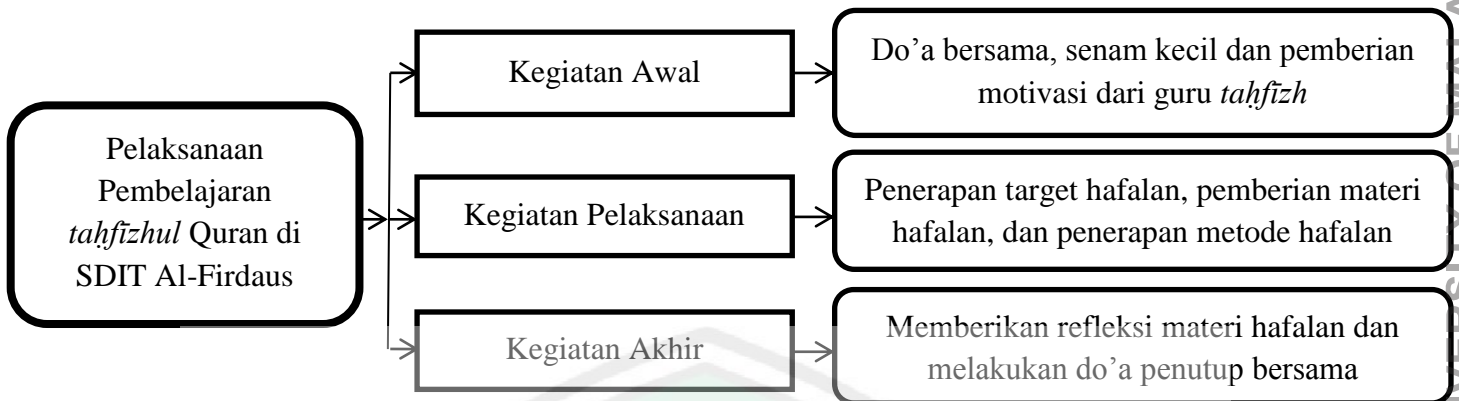 Pelaksanaan
Pembelajaran
taḥfīzhul Quran di
SDIT Al-Firdaus
Kegiatan Awal
Do’a bersama, senam kecil dan pemberian
motivasi dari guru taḥfīzh
Kegiatan Pelaksanaan
Penerapan target hafalan, pemberian materi
hafalan, dan penerapan metode hafalan
Kegiatan Akhir
Memberikan refleksi materi hafalan dan
melakukan do’a penutup bersama